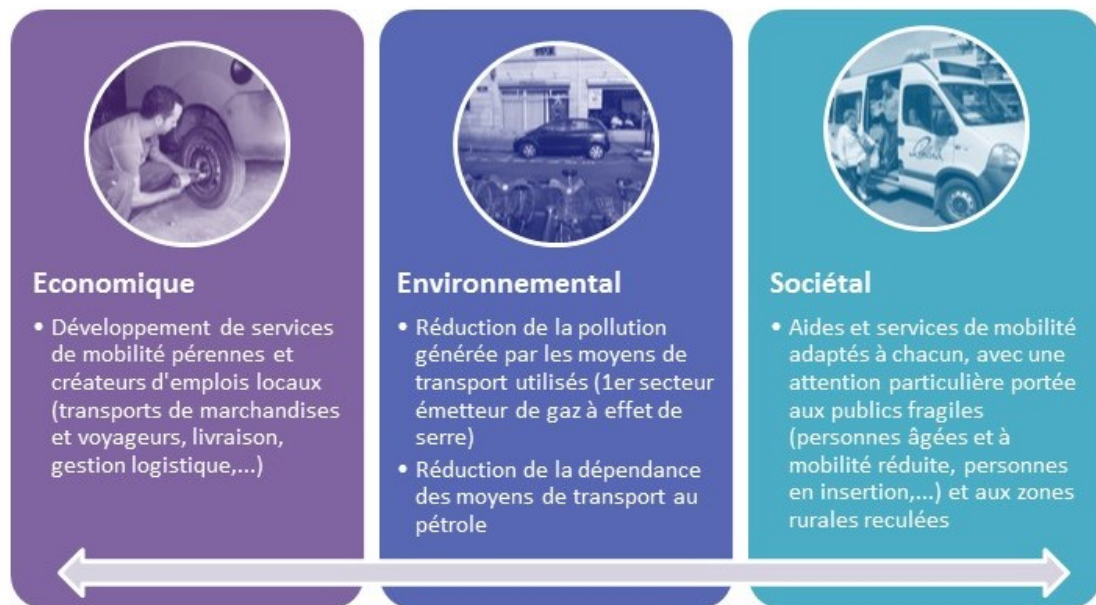 Economique
• Développement de services
de mobilité pérennes et
créateurs d'emplois locaux
(transports de marchandises
et voyageurs, livraison,
gestion logistique,...)
Environnemental
• Réduction de la pollution
générée par les moyens de
transport utilisés (1er secteur
émetteur de gaz à effet de
serre)
• Réduction de la dépendance
des moyens de transport au
pétrole
Sociétal
• Aides et services de mobilité
adaptés à chacun, avec une
attention particulière portée
aux publics fragiles
(personnes âgées et à
mobilité réduite, personnes
en insertion,...) et aux zones
rurales reculées